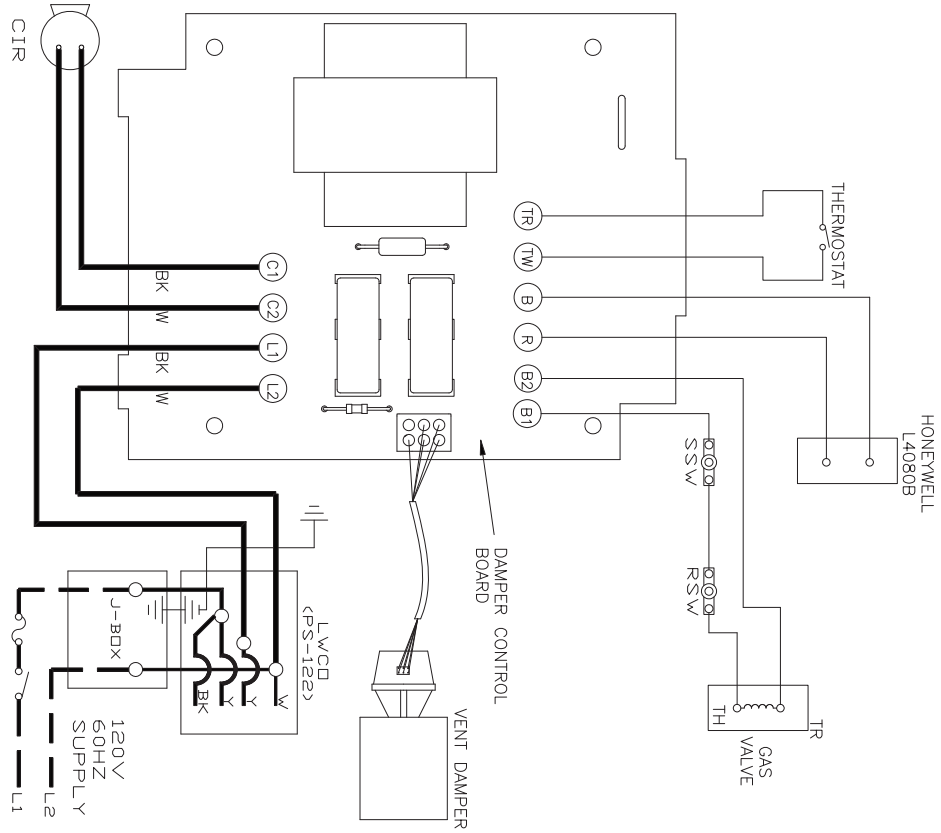 CIR
THERMOSTAT
TR
TW
B
R
B2
B1
C1
C2
L1
L2
BK
W
BK
W
HONEYWELL
L4080B
SSW
RSW
DAMPER CONTROL
BOARD
LWCO
(PS-122)
J-BOX
BK
Y
Y
W
120V
60HZ
SUPPLY
L1
L2
VENT DAMPER
TR
TH
GAS
VALVE